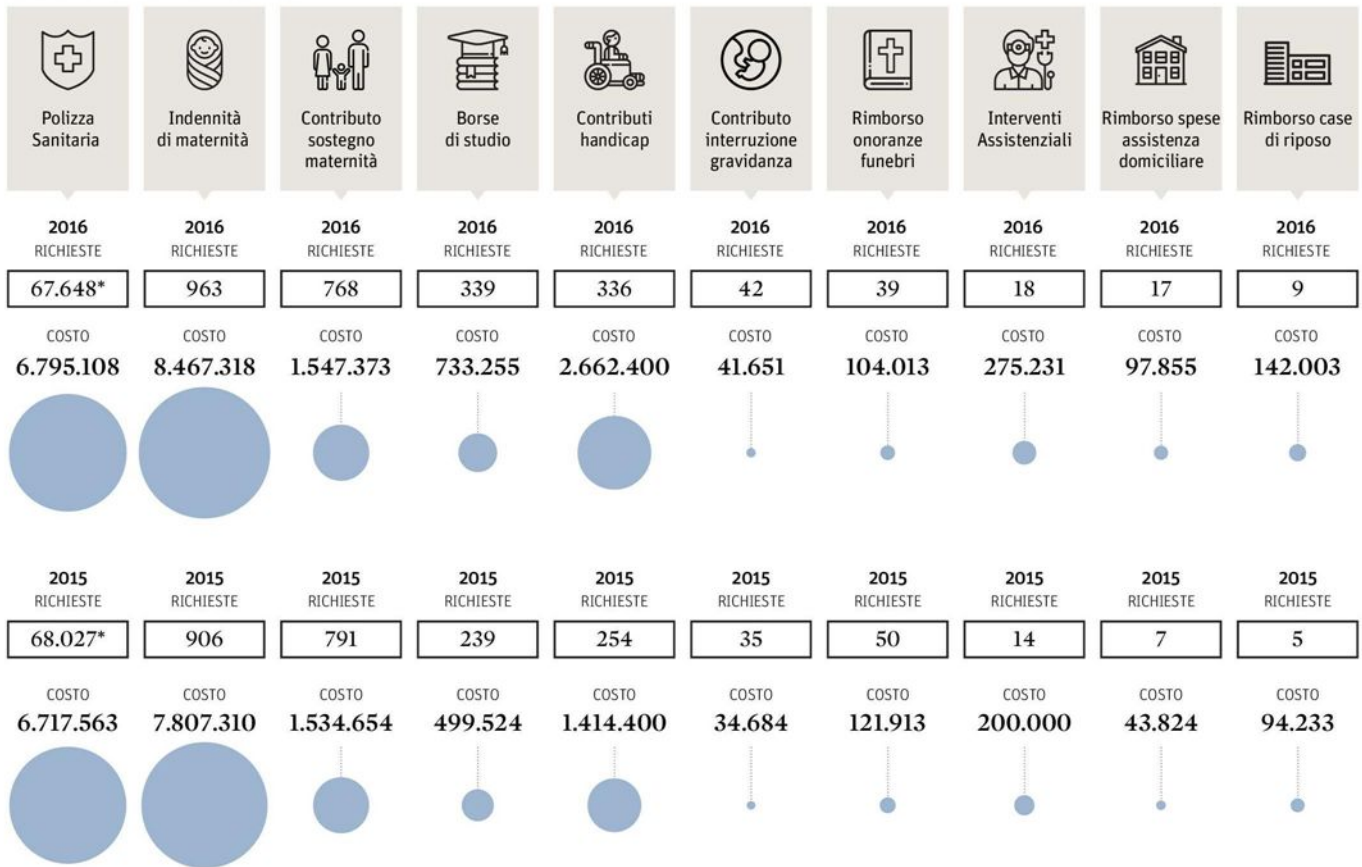 Polizza
Sanitaria
Indennità
di maternità
Contributo
sostegno
maternità
Borse
di studio
Contributi
handicap
Contributo
interruzione
gravidanza
Rimborso
onoranze
funebri
Interventi
Assistenziali
Rimborso spese
assistenza
domiciliare
Rimborso case
di riposo
2016 2016 2016 2016 2016 2016 2016 2016 2016 2016
RICHIESTE RICHIESTE RICHIESTE RICHIESTE RICHIESTE RICHIESTE RICHIESTE RICHIESTE RICHIESTE RICHIESTE
67.648* 963 768 339 336 42 39 18 17 9
COSTO COSTO COSTO COSTO COSTO COSTO COSTO COSTO COSTO COSTO
6.795.108 8.467.318 1.547.373 733.255 2.662.400 41.651 104.013 275.231 97.855 142.003
2015 2015 2015 2015 2015 2015 2015 2015 2015 2015
RICHIESTE RICHIESTE RICHIESTE RICHIESTE RICHIESTE RICHIESTE RICHIESTE RICHIESTE RICHIESTE RICHIESTE
68.027* 906 791 239 254 35 50 14 7 5
COSTO COSTO COSTO COSTO COSTO COSTO COSTO COSTO COSTO COSTO
6.717.563 7.807.310 1.534.654 499.524 1.414.400 34.684 121.913 200.000 43.824 94.233